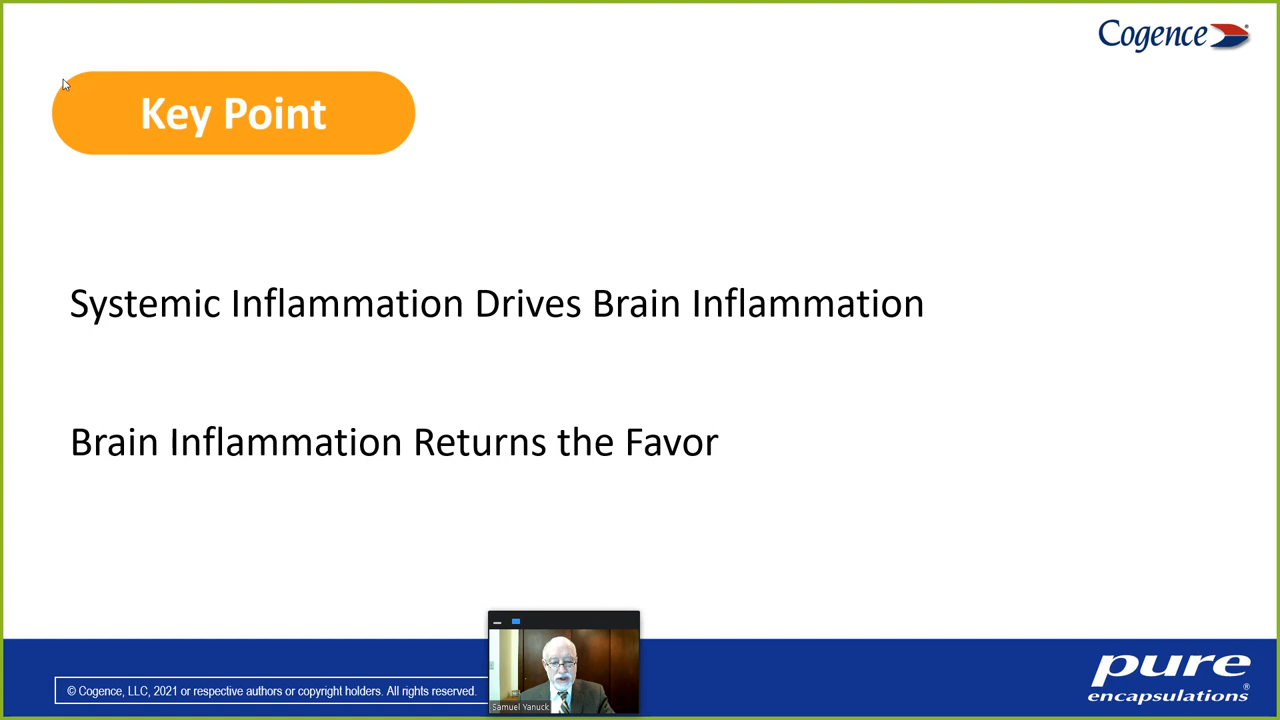 Cogence
Key Point
Systemic Inflammation Drives Brain Inflammation
Brain Inflammation Returns the Favor
© Cogence, LLC, 2021 or respective authors or copyright holders. All rights reserved.
Samuel Yanuck
pure
encapsulations®